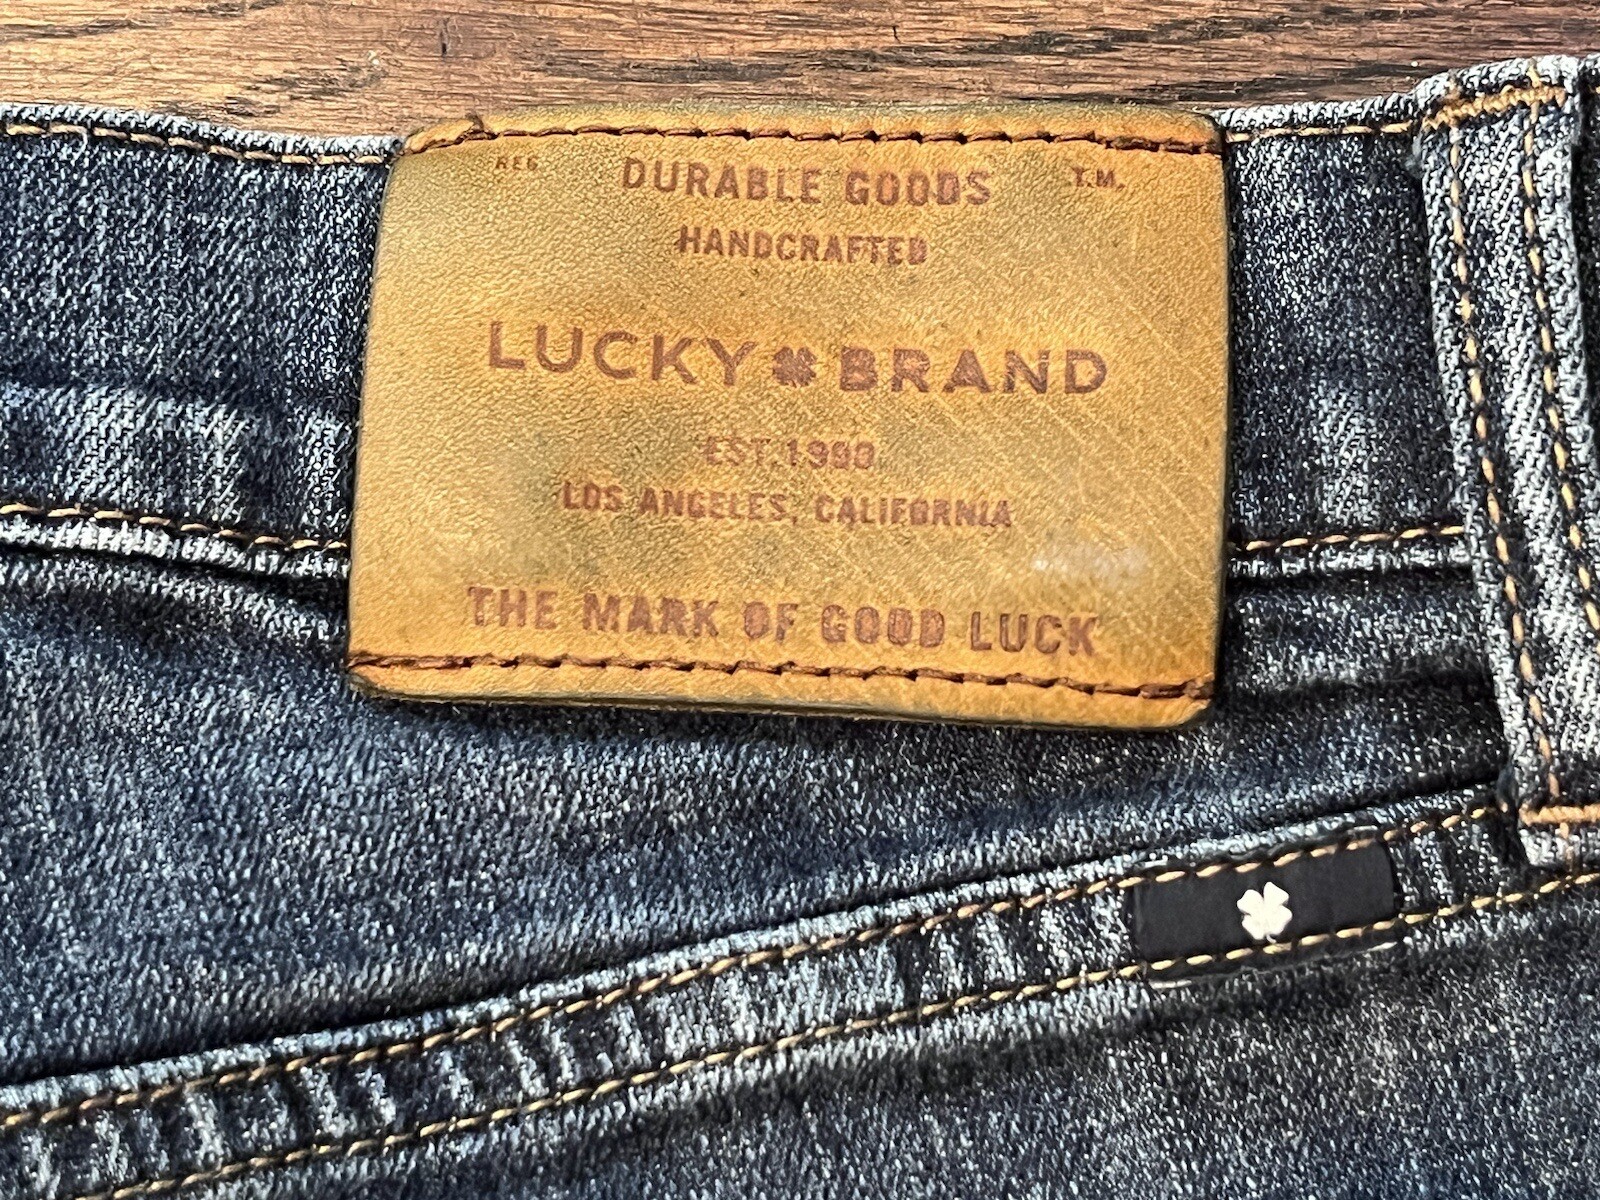 REG DURABLE GOODS T.M.
HANDCRAFTED
LUCKY BRAND
EST. 1990
LOS ANGELES, CALIFORNIA
THE MARK OF GOOD LUCK